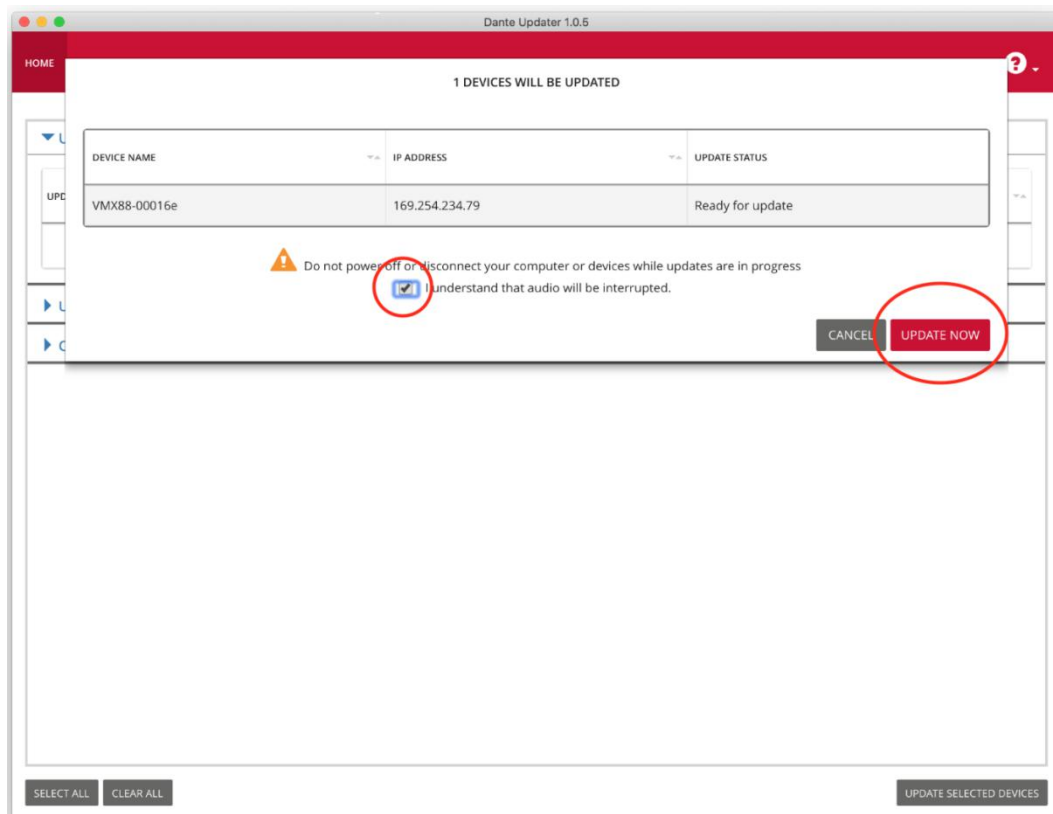 Dante Updater 1.0.5
HOME
1 DEVICES WILL BE UPDATED
DEVICE NAME IP ADDRESS UPDATE STATUS
UPD
VMX88-00016e 169.254.234.79 Ready for update
Do not power off or disconnect your computer or devices while updates are in progress
I understand that audio will be interrupted.
CANCEL UPDATE NOW
SELECT ALL CLEAR ALL UPDATE SELECTED DEVICES